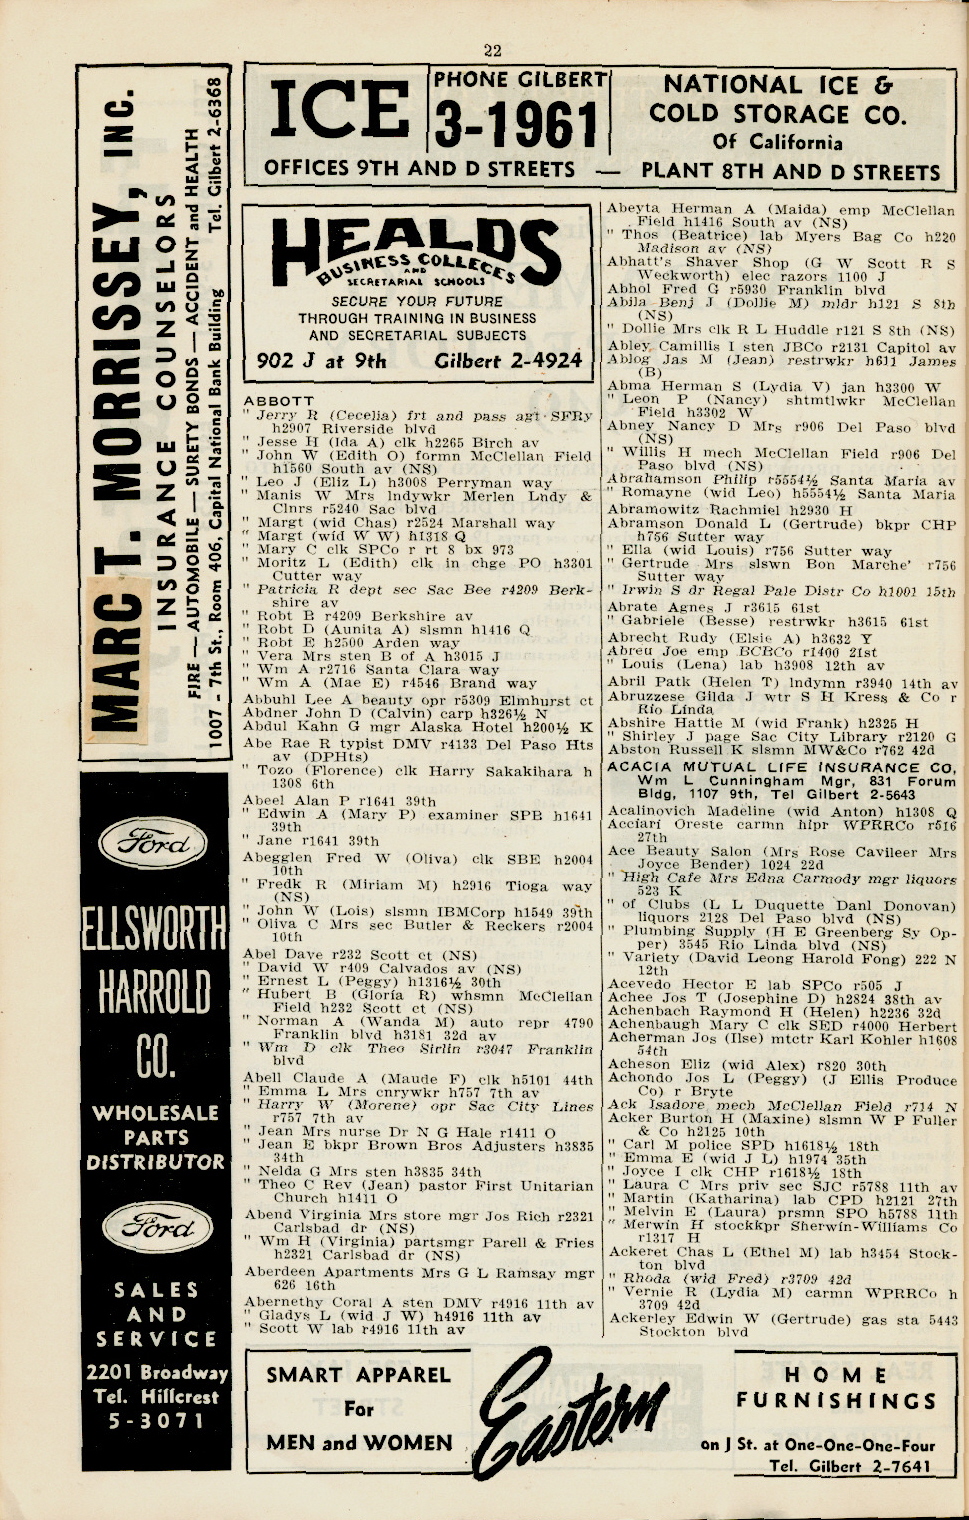 22
MARC T. MORRISSEY, INC.
INSURANCE COUNSELORS
FIRE — AUTOMOBILE — SURETY BONDS — ACCIDENT and HEALTH
1007 - 7th St., Room 406, Capital National Bank Building Tel. Gilbert 2-6368
ICE
PHONE GILBERT
3-1961
OFFICES 9TH AND D STREETS —
NATIONAL ICE &
COLD STORAGE CO.
Of California
PLANT 8TH AND D STREETS
HEALDS
BUSINESS COLLEGES
AND
SECRETARIAL SCHOOLS
SECURE YOUR FUTURE
THROUGH TRAINING IN BUSINESS
AND SECRETARIAL SUBJECTS
902 J at 9th Gilbert 2-4924
ABBOTT
" Jerry R (Cecelia) frt and pass agt SFRy
h2907 Riverside blvd
" Jesse H (Ida A) clk h2265 Birch av
" John W (Edith O) formn McClellan Field
h1560 South av (NS)
" Leo J (Eliz L) h3008 Perryman way
" Manis W Mrs lndywkr Merlen Lndy &
Clnrs r5240 Sac blvd
" Margt (wid Chas) r2524 Marshall way
" Margt (wid W W) h1318 Q
" Mary C clk SPCo r rt 8 bx 973
" Moritz L (Edith) clk in chge PO h3301
Cutter way
" Patricia R dept sec Sac Bee r4209 Berk-
shire av
" Robt B r4209 Berkshire av
" Robt D (Aunita A) slsmn h1416 Q
" Robt E h2500 Arden way
" Vera Mrs sten B of A h3015 J
" Wm A r2716 Santa Clara way
" Wm A (Mae E) r4546 Brand way
Abbuhl Lee A beauty opr r5309 Elmhurst ct
Abdner John D (Calvin) carp h326½ N
Abdul Kahn G mgr Alaska Hotel h200½ K
Abe Rae R typist DMV r4133 Del Paso Hts
av (DPHts)
" Tozo (Florence) clk Harry Sakakihara h
1308 6th
Abeel Alan P r1641 39th
" Edwin A (Mary P) examiner SPB h1641
39th
" Jane r1641 39th
Abegglen Fred W (Oliva) clk SBE h2004
10th
" Fredk R (Miriam M) h2916 Tioga way
(NS)
" John W (Lois) slsmn IBMCorp h1549 39th
" Oliva C Mrs sec Butler & Reckers r2004
10th
Abel Dave r232 Scott ct (NS)
" David W r409 Calvados av (NS)
" Ernest L (Peggy) h1316½ 30th
" Hubert B (Gloria R) whsmn McClellan
Field h232 Scott ct (NS)
" Norman A (Wanda M) auto repr 4790
Franklin blvd h3181 32d av
" Wm D clk Theo Sirlin r3047 Franklin
blvd
Abell Claude A (Maude F) clk h5101 44th
" Emma L Mrs cnrywkr h757 7th av
" Harry W (Morene) opr Sac City Lines
r757 7th av
" Jean Mrs nurse Dr N G Hale r1411 O
" Jean E bkpr Brown Bros Adjusters h3835
34th
" Nelda G Mrs sten h3835 34th
" Theo C Rev (Jean) pastor First Unitarian
Church h1411 O
Abend Virginia Mrs store mgr Jos Rich r2321
Carlsbad dr (NS)
" Wm H (Virginia) partsmgr Parell & Fries
h2321 Carlsbad dr (NS)
Aberdeen Apartments Mrs G L Ramsay mgr
626 16th
Abernethy Coral A sten DMV r4916 11th av
" Gladys L (wid J W) h4916 11th av
" Scott W lab r4916 11th av
Abeyta Herman A (Maida) emp McClellan
Field h1416 South av (NS)
" Thos (Beatrice) lab Myers Bag Co h220
Madison av (NS)
Abhatt's Shaver Shop (G W Scott R S
Weckworth) elec razors 1100 J
Abhol Fred G r5930 Franklin blvd
Abila Benj J (Dollie M) mldr h121 S 8th
(NS)
" Dollie Mrs clk R L Huddle r121 S 8th (NS)
Abley Camillis I sten JBCo r2131 Capitol av
Ablog Jas M (Jean) restrwkr h611 James
(B)
Abma Herman S (Lydia V) jan h3300 W
" Leon P (Nancy) shtmtlwkr McClellan
Field h3302 W
Abney Nancy D Mrs r906 Del Paso blvd
(NS)
" Willis H mech McClellan Field r906 Del
Paso blvd (NS)
Abrahamson Philip r5554½ Santa Maria av
" Romayne (wid Leo) h5554½ Santa Maria
Abramowitz Rachmiel h2930 H
Abramson Donald L (Gertrude) bkpr CHP
h756 Sutter way
" Ella (wid Louis) r756 Sutter way
" Gertrude Mrs slswn Bon Marche' r756
Sutter way
" Irwin S dr Regal Pale Distr Co h1001 15th
Abrate Agnes J r3615 61st
" Gabriele (Besse) restrwkr h3615 61st
Abrecht Rudy (Elsie A) h3632 Y
Abreu Joe emp BCBCo r1400 21st
" Louis (Lena) lab h3908 12th av
Abril Patk (Helen T) lndymn r3940 14th av
Abruzzese Gilda J wtr S H Kress & Co r
Rio Linda
Abshire Hattie M (wid Frank) h2325 H
" Shirley J page Sac City Library r2120 G
Abston Russell K slsmn MW&Co r762 42d
ACACIA MUTUAL LIFE INSURANCE CO,
Wm L Cunningham Mgr, 831 Forum
Bldg, 1107 9th, Tel Gilbert 2-5643
Acalinovich Madeline (wid Anton) h1308 Q
Acciari Oreste carmn hlpr WPRRCo r516
27th
Ace Beauty Salon (Mrs Rose Cavileer Mrs
Joyce Bender) 1024 22d
" High Cafe Mrs Edna Carmody mgr liquors
523 K
" of Clubs (L L Duquette Danl Donovan)
liquors 2128 Del Paso blvd (NS)
" Plumbing Supply (H E Greenberg Sy Op-
per) 3545 Rio Linda blvd (NS)
" Variety (David Leong Harold Fong) 222 N
12th
Acevedo Hector E lab SPCo r505 J
Achee Jos T (Josephine D) h2824 38th av
Achenbach Raymond H (Helen) h2236 32d
Achenbaugh Mary C clk SED r4000 Herbert
Acherman Jos (Ilse) mtctr Karl Kohler h1608
54th
Acheson Eliz (wid Alex) r820 30th
Achondo Jos L (Peggy) (J Ellis Produce
Co) r Bryte
Ack Isadore mech McClellan Field r714 N
Acker Burton H (Maxine) slsmn W P Fuller
& Co h2125 10th
" Carl M police SPD h1618½ 18th
" Emma E (wid J L) h1974 35th
" Joyce I clk CHP r1618½ 18th
" Laura C Mrs priv sec SJC r5788 11th av
" Martin (Katharina) lab CPD h2121 27th
" Melvin E (Laura) prsmn SPO h5788 11th
" Merwin H stockkpr Sherwin-Williams Co
r1317 H
Ackeret Chas L (Ethel M) lab h3454 Stock-
ton blvd
" Rhoda (wid Fred) r3709 42d
" Vernie R (Lydia M) carmn WPRRCo h
3709 42d
Ackerley Edwin W (Gertrude) gas sta 5443
Stockton blvd
Ford
ELLSWORTH
HARROLD
CO.
WHOLESALE
PARTS
DISTRIBUTOR
Ford
SALES
AND
SERVICE
2201 Broadway
Tel. Hillcrest
5-3071
SMART APPAREL
For
MEN and WOMEN
Eastern
HOME
FURNISHINGS
on J St. at One-One-One-Four
Tel. Gilbert 2-7641